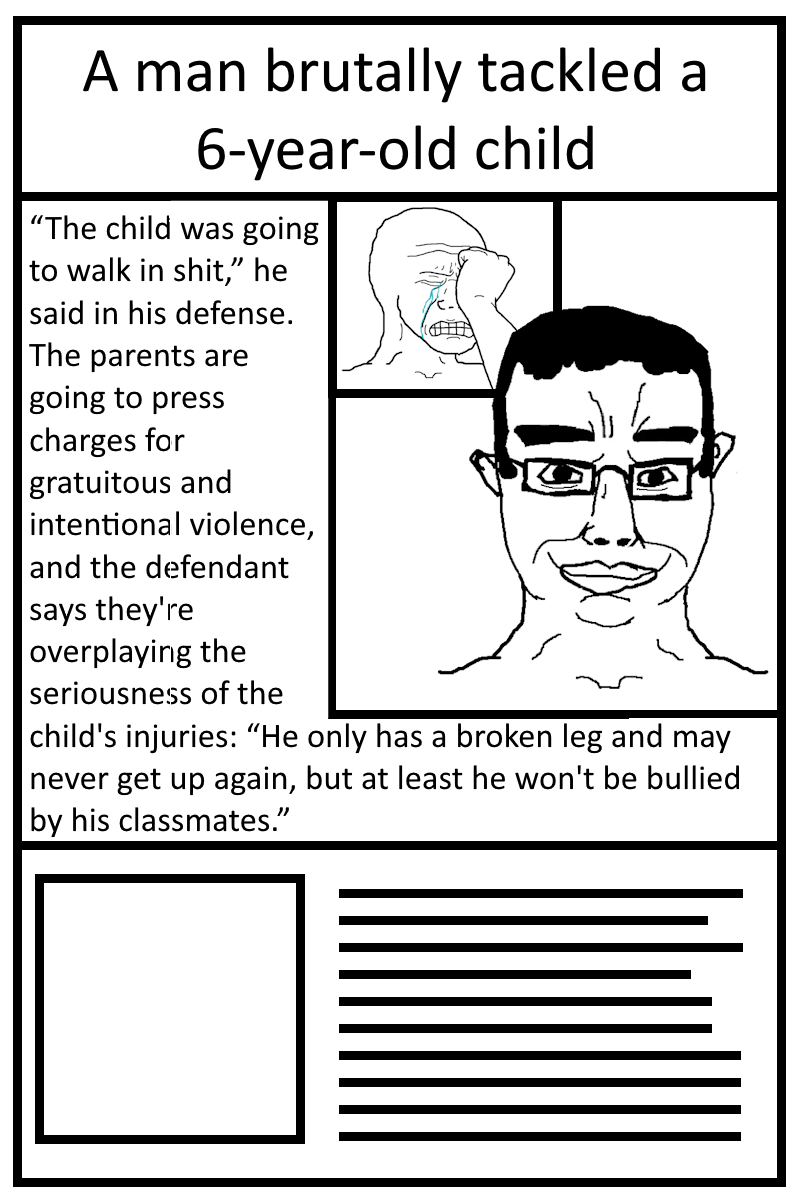 A man brutally tackled a
6-year-old child
“The child was going
to walk in shit,” he
said in his defense.
The parents are
going to press
charges for
gratuitous and
intentional violence,
and the defendant
says they're
overplaying the
seriousness of the
child's injuries: “He only has a broken leg and may
never get up again, but at least he won't be bullied
by his classmates.”